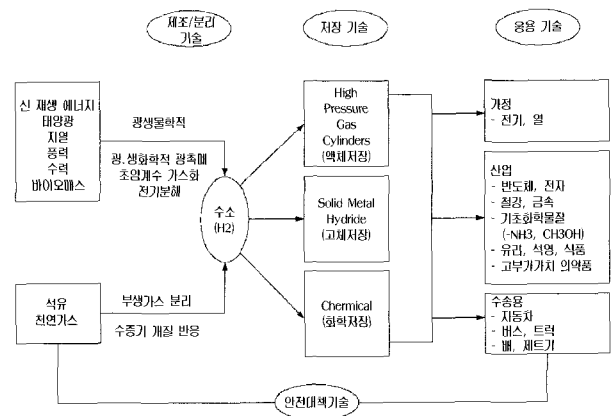 제조/분리
기술
저장 기술
응용 기술
신 재생 에너지
태양광
지열
풍력
수력
바이오매스
광생물학적
광.생화학적 광촉매
초임계수 가스화
전기분해
수소
(H2)
석유
천연가스
부생가스 분리
수증기 개질 반응
High
Pressure
Gas
Cylinders
(액체저장)
Solid Metal
Hydride
(고체저장)
Chermical
(화학저장)
가정
- 전기, 열
산업
- 반도체, 전자
- 철강, 금속
- 기초화학물질
(-NH3, CH3OH)
- 유리, 석영, 식품
- 고부가가치 의약품
수송용
- 자동차
- 버스, 트럭
- 배, 제트기
안전대책기술